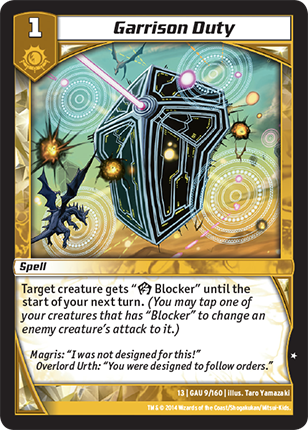 1
Garrison Duty
Spell
Target creature gets “Blocker” until the
start of your next turn. (You may tap one of
your creatures that has “Blocker” to change an
enemy creature’s attack to it.)
Magris: “I was not designed for this!”
Overlord Urth: “You were designed to follow orders.”
13 | GAU 9/160 | illus. Taro Yamazaki
TM & © 2014 Wizards of the Coast/Shogakukan/Mitsui-Kids.